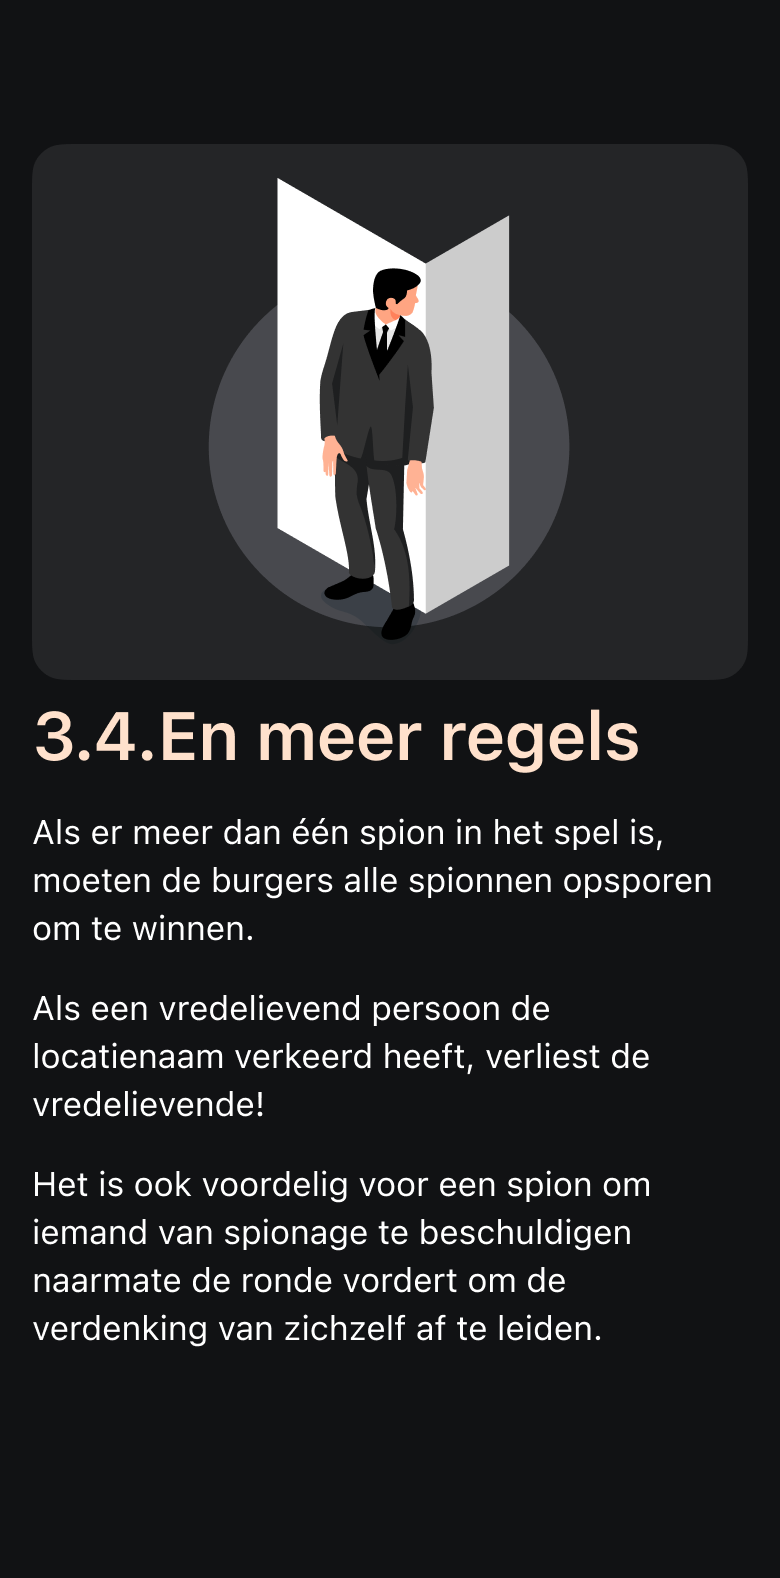 3.4.En meer regels
Als er meer dan één spion in het spel is,
moeten de burgers alle spionnen opsporen
om te winnen.
Als een vredelievend persoon de
locatienaam verkeerd heeft, verliest de
vredelievende!
Het is ook voordelig voor een spion om
iemand van spionage te beschuldigen
naarmate de ronde vordert om de
verdenking van zichzelf af te leiden.